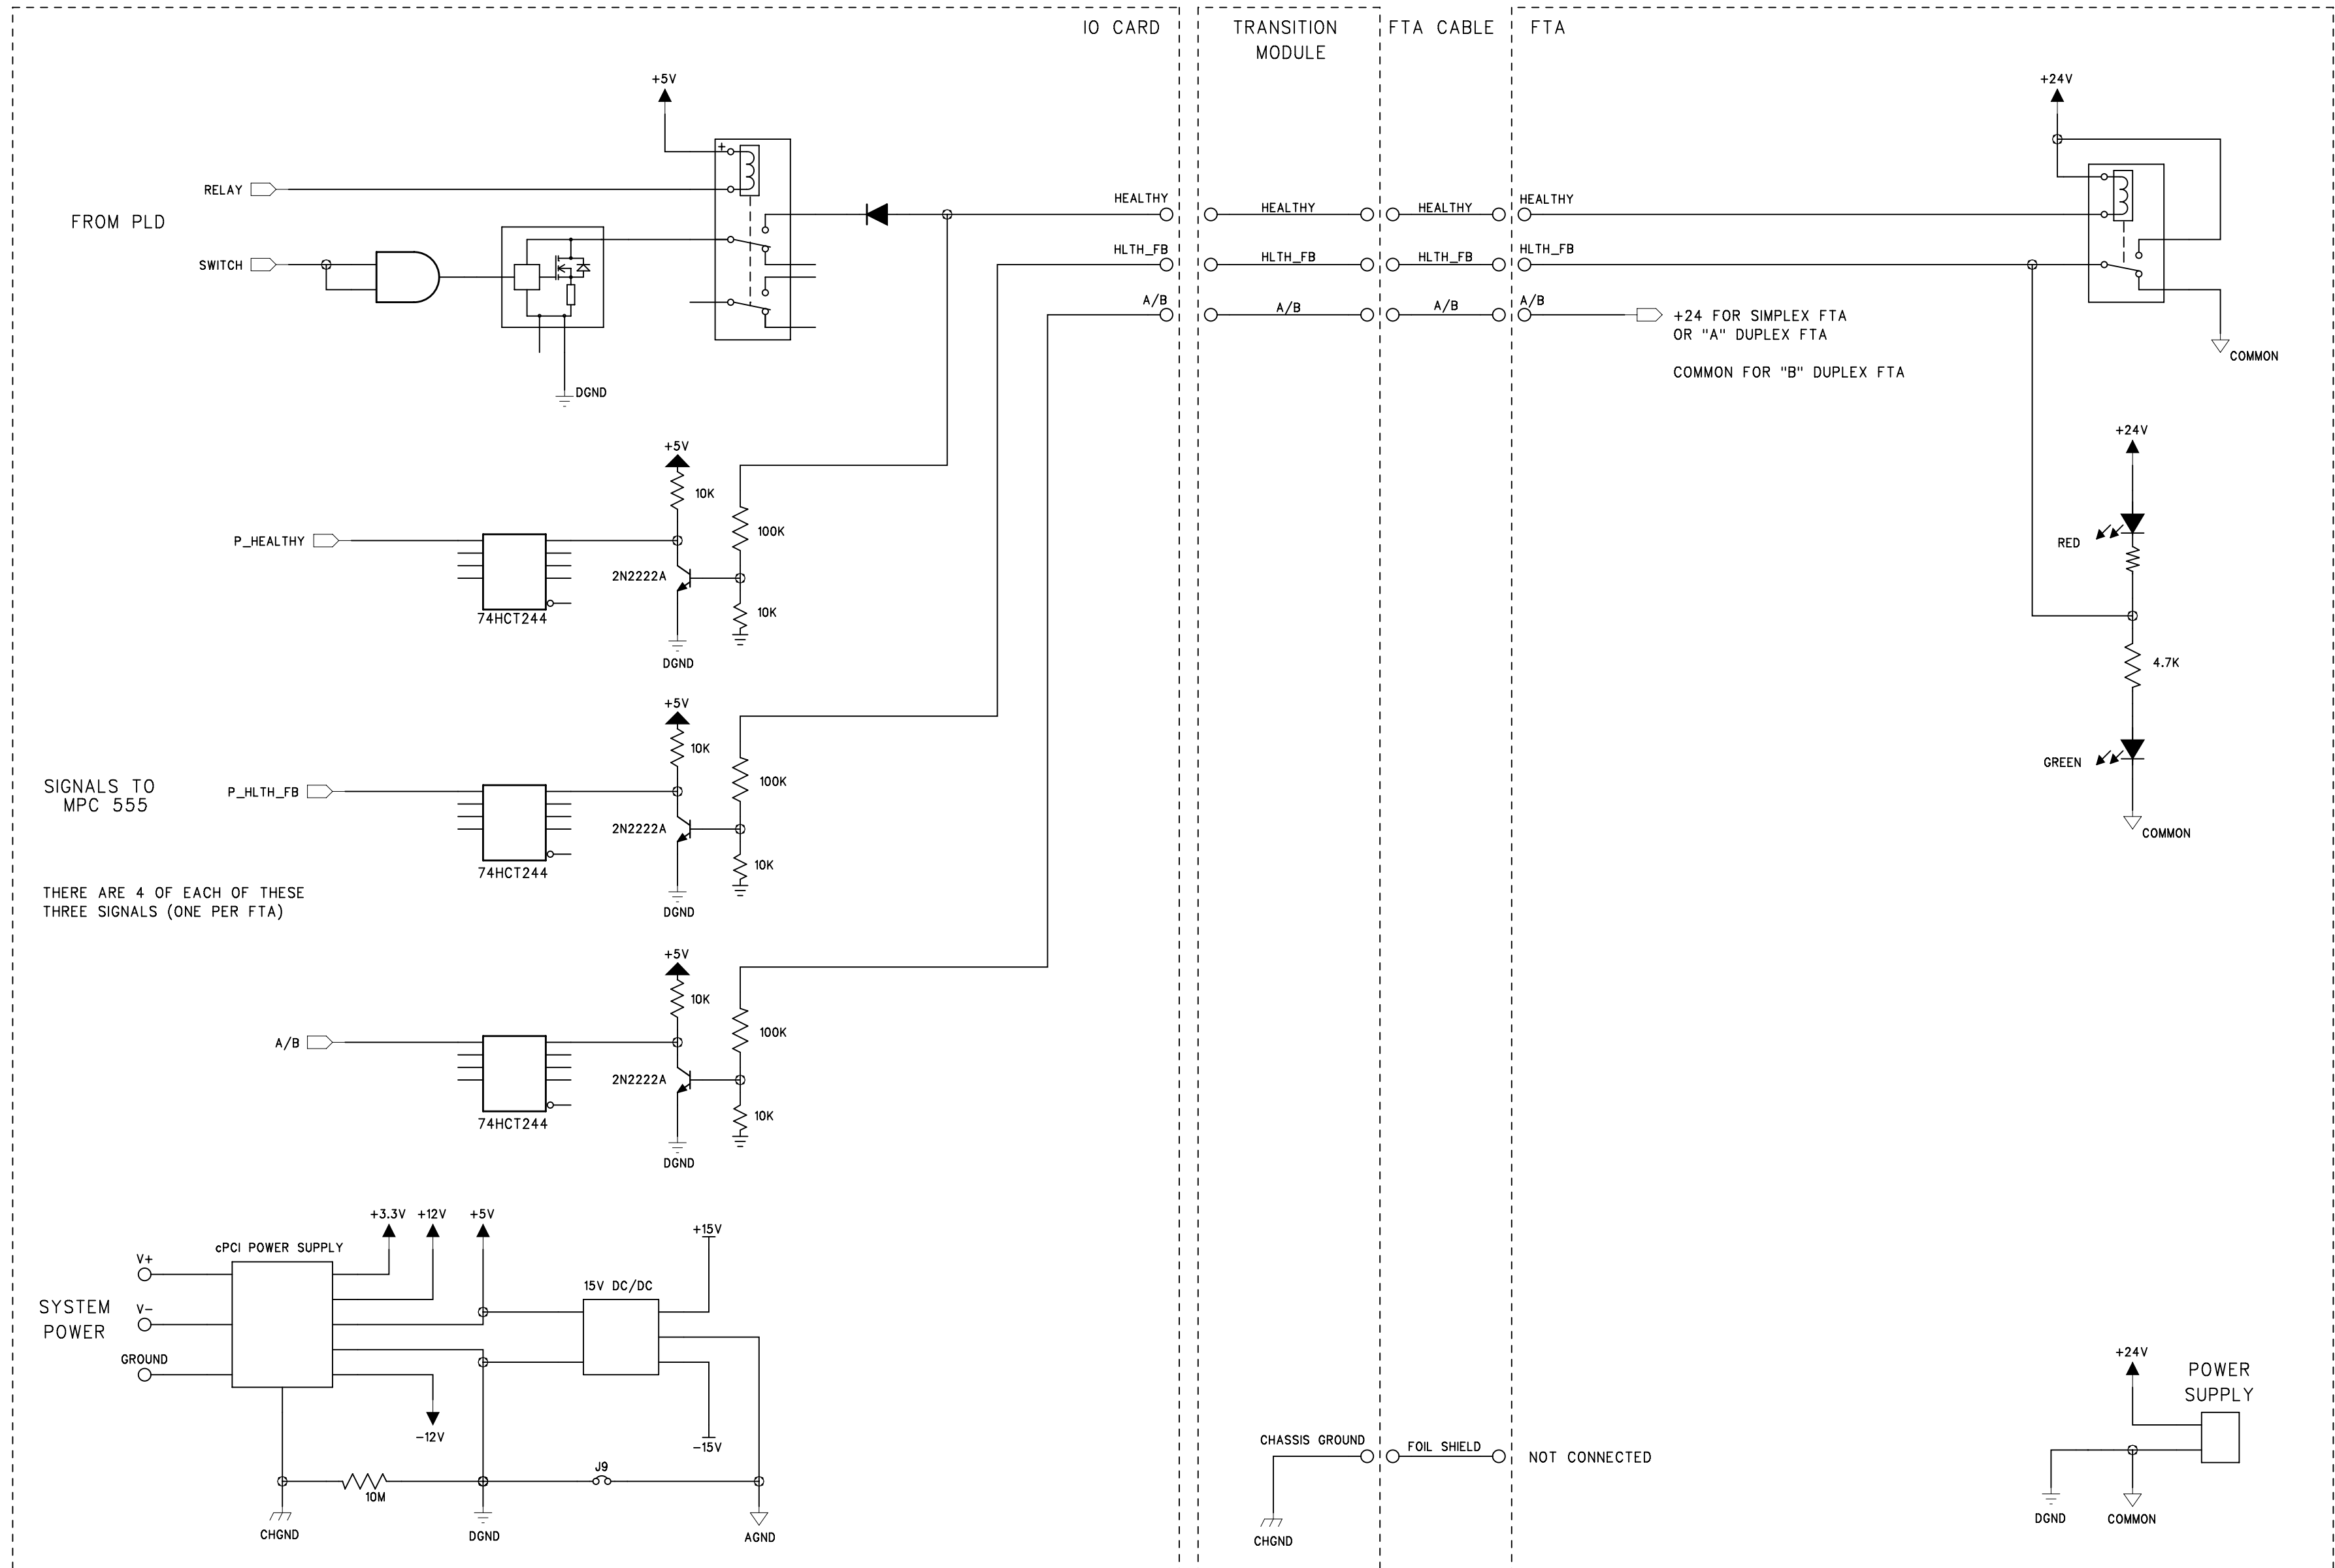 IO CARD
TRANSITION
MODULE
FTA CABLE
FTA
+5V
+24V
+
RELAY
FROM PLD
SWITCH
DGND
HEALTHY
HEALTHY
HEALTHY
HEALTHY
HLTH_FB
HLTH_FB
HLTH_FB
HLTH_FB
A/B
A/B
A/B
A/B
+24 FOR SIMPLEX FTA
OR "A" DUPLEX FTA
COMMON FOR "B" DUPLEX FTA
COMMON
+5V
10K
100K
P_HEALTHY
2N2222A
10K
74HCT244
DGND
+24V
RED
4.7K
GREEN
COMMON
+5V
10K
100K
SIGNALS TO
MPC 555
P_HLTH_FB
2N2222A
10K
74HCT244
DGND
THERE ARE 4 OF EACH OF THESE
THREE SIGNALS (ONE PER FTA)
+5V
10K
100K
A/B
2N2222A
10K
74HCT244
DGND
+3.3V
+12V
+5V
+15V
cPCI POWER SUPPLY
V+
15V DC/DC
SYSTEM
POWER
V-
GROUND
-12V
-15V
J9
10M
CHGND
DGND
AGND
CHASSIS GROUND
FOIL SHIELD
NOT CONNECTED
CHGND
+24V
POWER
SUPPLY
DGND
COMMON